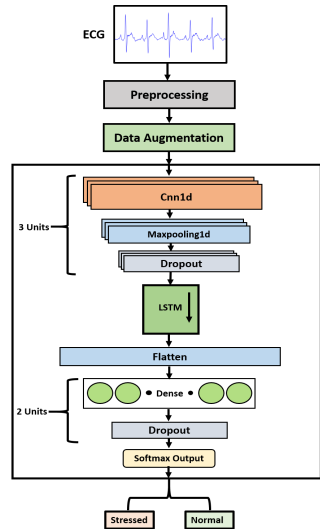 ECG
Preprocessing
Data Augmentation
Cnn1d
3 Units
Maxpooling1d
Dropout
LSTM
Flatten
Dense
2 Units
Dropout
Softmax Output
Stressed
Normal